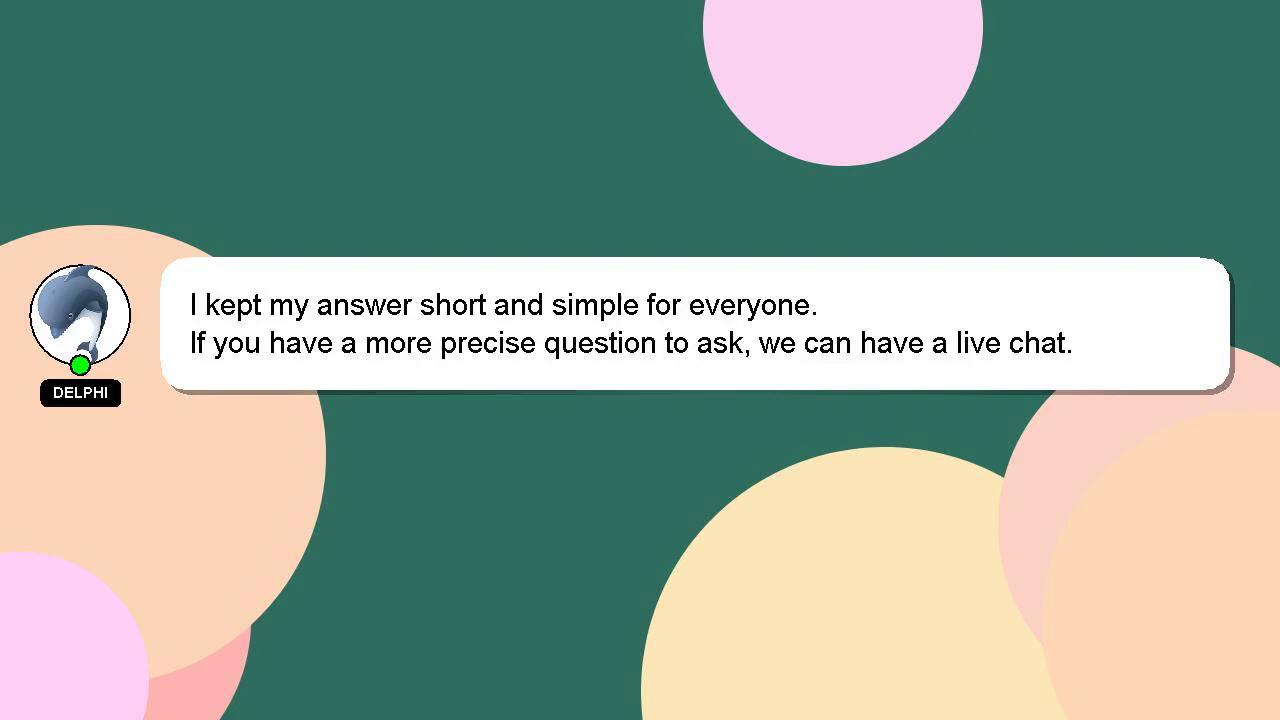 I kept my answer short and simple for everyone.
If you have a more precise question to ask, we can have a live chat.
DELPHI